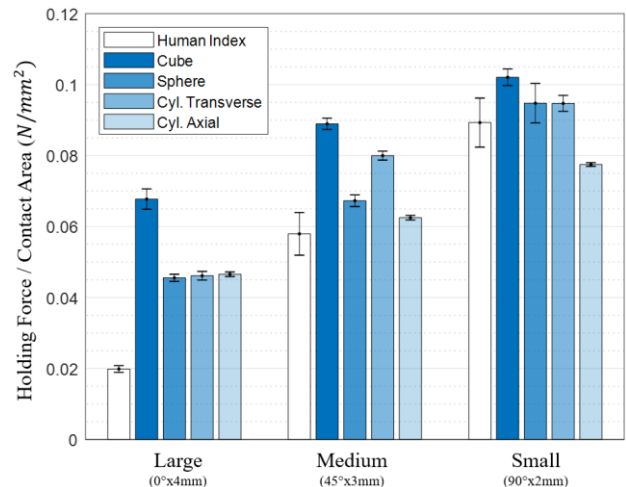 Holding Force / Contact Area (N/mm²)
0.12
0.1
0.08
0.06
0.04
0.02
0
Human Index
Cube
Sphere
Cyl. Transverse
Cyl. Axial
Large Medium Small
(0°x4mm) (45°x3mm) (90°x2mm)